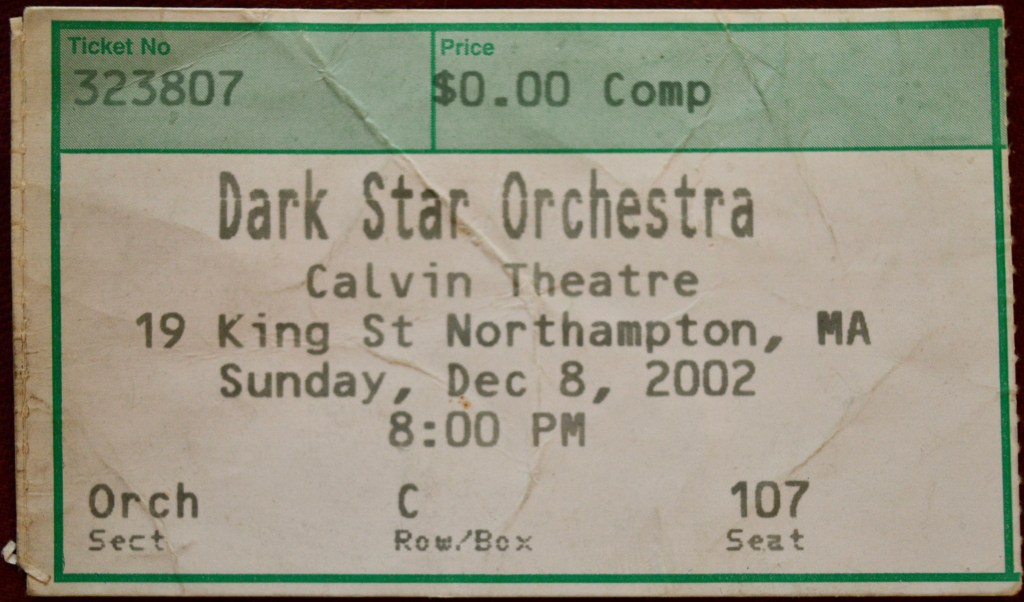 Ticket No Price
323807 $0.00 Comp
Dark Star Orchestra
Calvin Theatre
19 King St Northampton, MA
Sunday, Dec 8, 2002
8:00 PM
Orch C 107
Sect Row/Box Seat